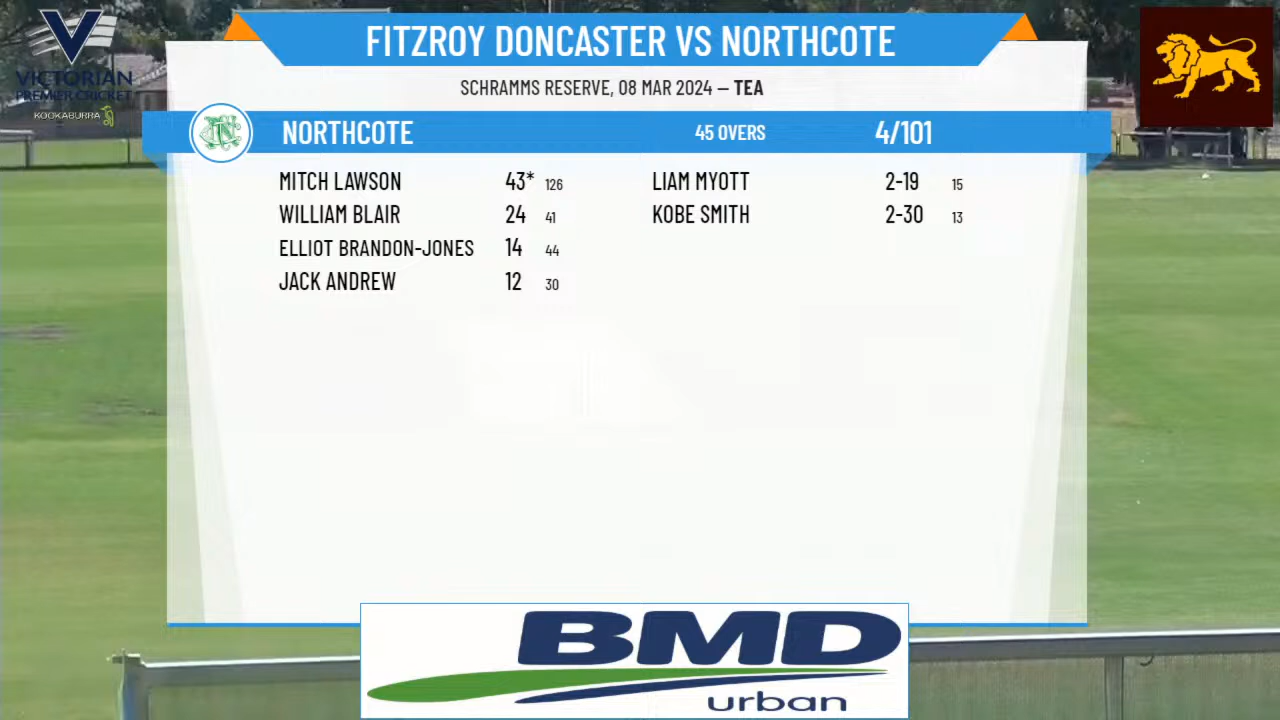 FITZROY DONCASTER VS NORTHCOTE
SCHRAMMS RESERVE, 08 MAR 2024 – TEA
VICTORIAN
PREMIER CRICKET
KOOKABURRA
NORTHCOTE 45 OVERS 4/101
MITCH LAWSON 43* 126 LIAM MYOTT 2-19 15
WILLIAM BLAIR 24 41 KOBE SMITH 2-30 13
ELLIOT BRANDON-JONES 14 44
JACK ANDREW 12 30
BMD
urban